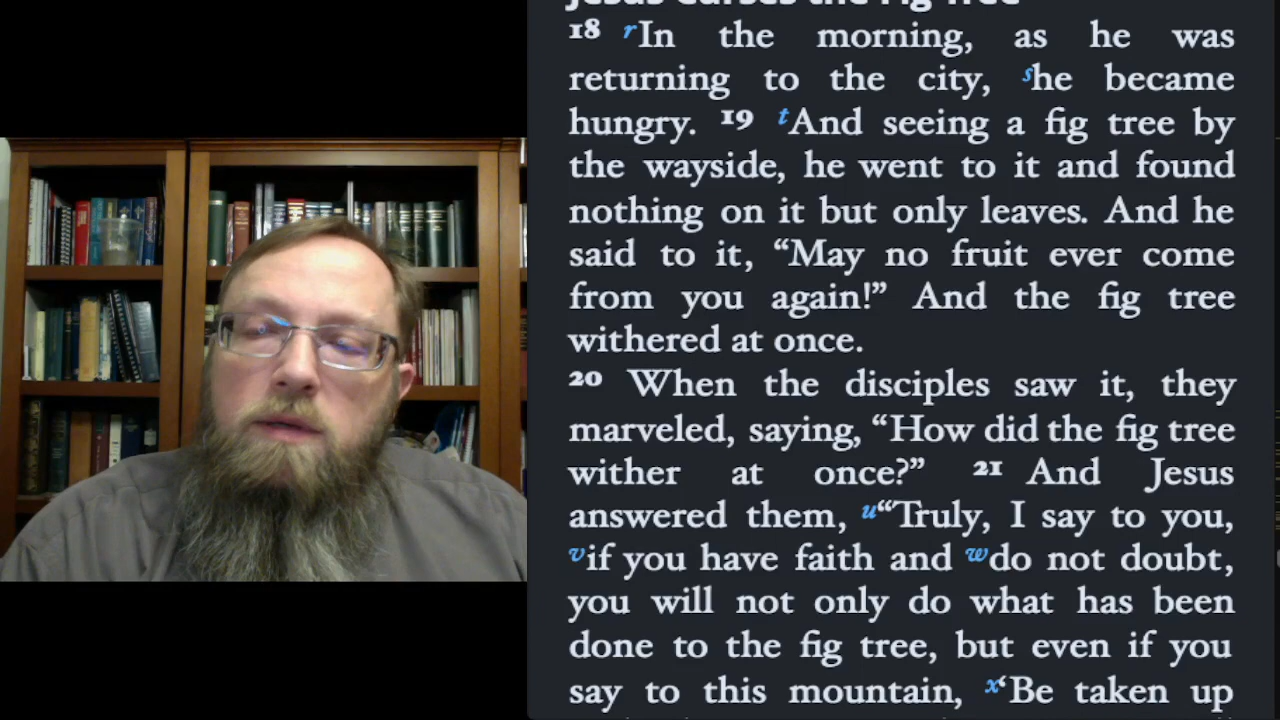 Jesus Curses the Fig Tree
18 rIn the morning, as he was
returning to the city, she became
hungry. 19 tAnd seeing a fig tree by
the wayside, he went to it and found
nothing on it but only leaves. And he
said to it, “May no fruit ever come
from you again!” And the fig tree
withered at once.
20 When the disciples saw it, they
marveled, saying, “How did the fig tree
wither at once?” 21 And Jesus
answered them, u“Truly, I say to you,
vif you have faith and wdo not doubt,
you will not only do what has been
done to the fig tree, but even if you
say to this mountain, x‘Be taken up